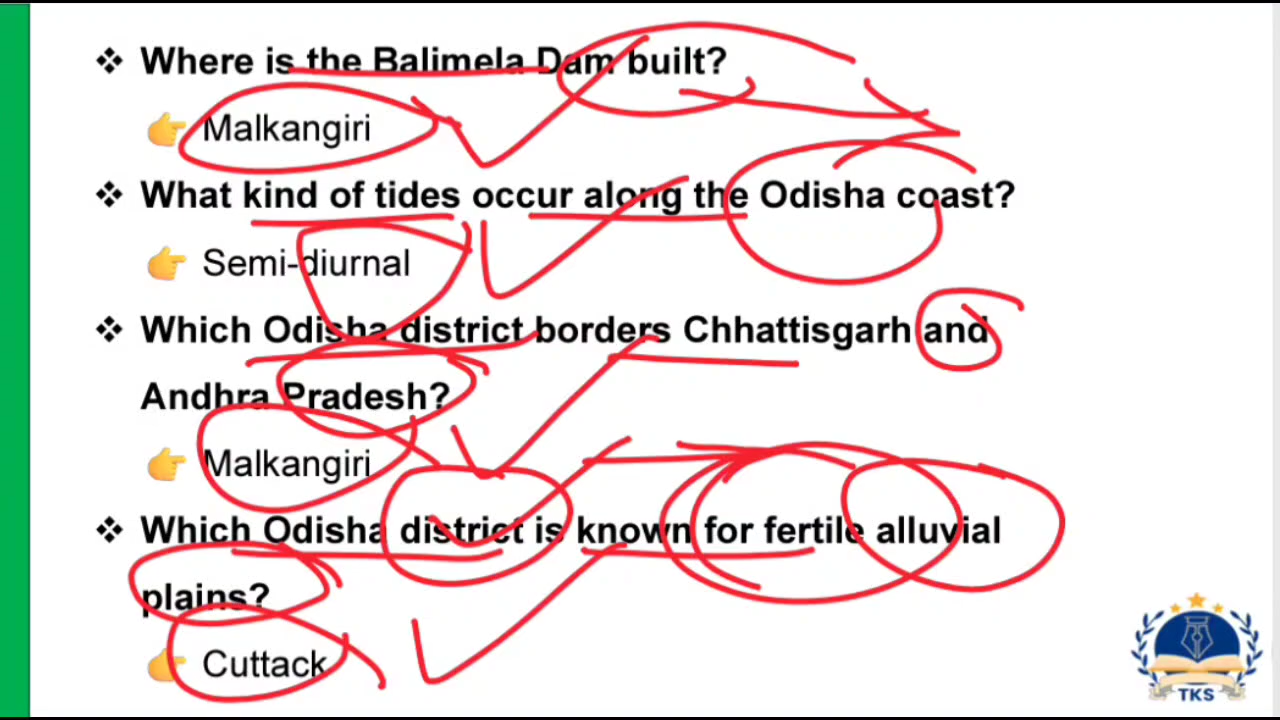 ❖ Where is the Balimela Dam built?
👉 Malkangiri
❖ What kind of tides occur along the Odisha coast?
👉 Semi-diurnal
❖ Which Odisha district borders Chhattisgarh and
Andhra Pradesh?
👉 Malkangiri
❖ Which Odisha district is known for fertile alluvial
plains?
👉 Cuttack
TKS